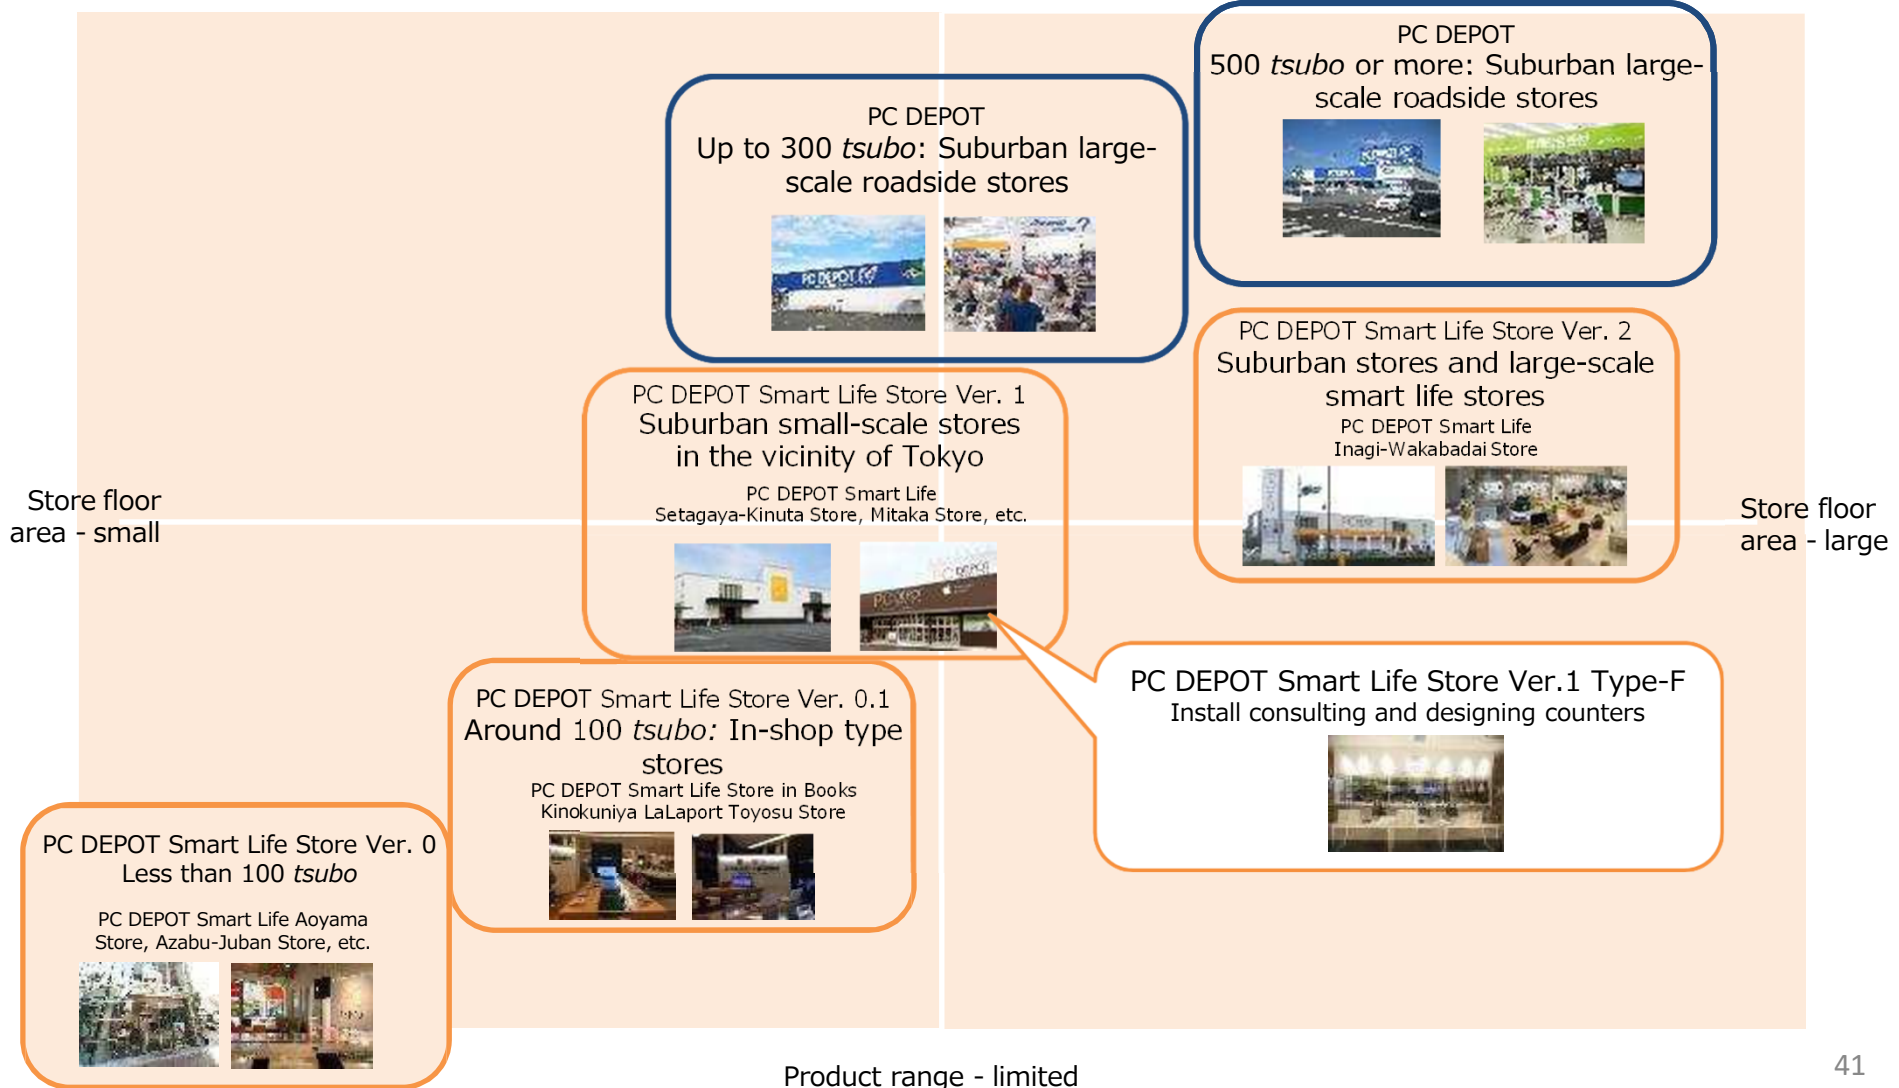 PC DEPOT
500 tsubo or more: Suburban large-
scale roadside stores
PC DEPOT
Up to 300 tsubo: Suburban large-
scale roadside stores
PC DEPOT
PC DEPOT Smart Life Store Ver. 2
Suburban stores and large-scale
smart life stores
PC DEPOT Smart Life
Inagi-Wakabadai Store
PC DEPOT Smart Life Store Ver. 1
Suburban small-scale stores
in the vicinity of Tokyo
PC DEPOT Smart Life
Setagaya-Kinuta Store, Mitaka Store, etc.
PC DEPOT
Store floor
area - small
Store floor
area - large
PC DEPOT Smart Life Store Ver.1 Type-F
Install consulting and designing counters
PC DEPOT Smart Life Store Ver. 0.1
Around 100 tsubo: In-shop type
stores
PC DEPOT Smart Life Store in Books
Kinokuniya LaLaport Toyosu Store
PC DEPOT Smart Life Store Ver. 0
Less than 100 tsubo
PC DEPOT Smart Life Aoyama
Store, Azabu-Juban Store, etc.
Product range - limited
41